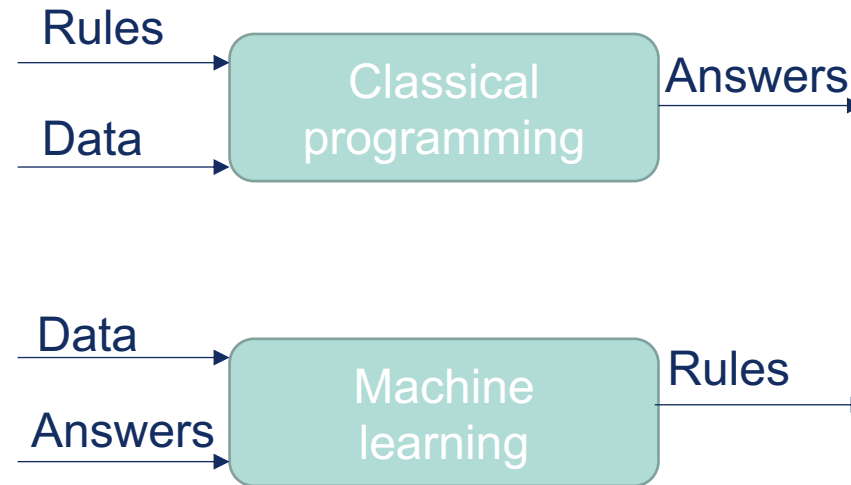 Rules
Data
Classical
programming
Answers
Data
Answers
Machine
learning
Rules